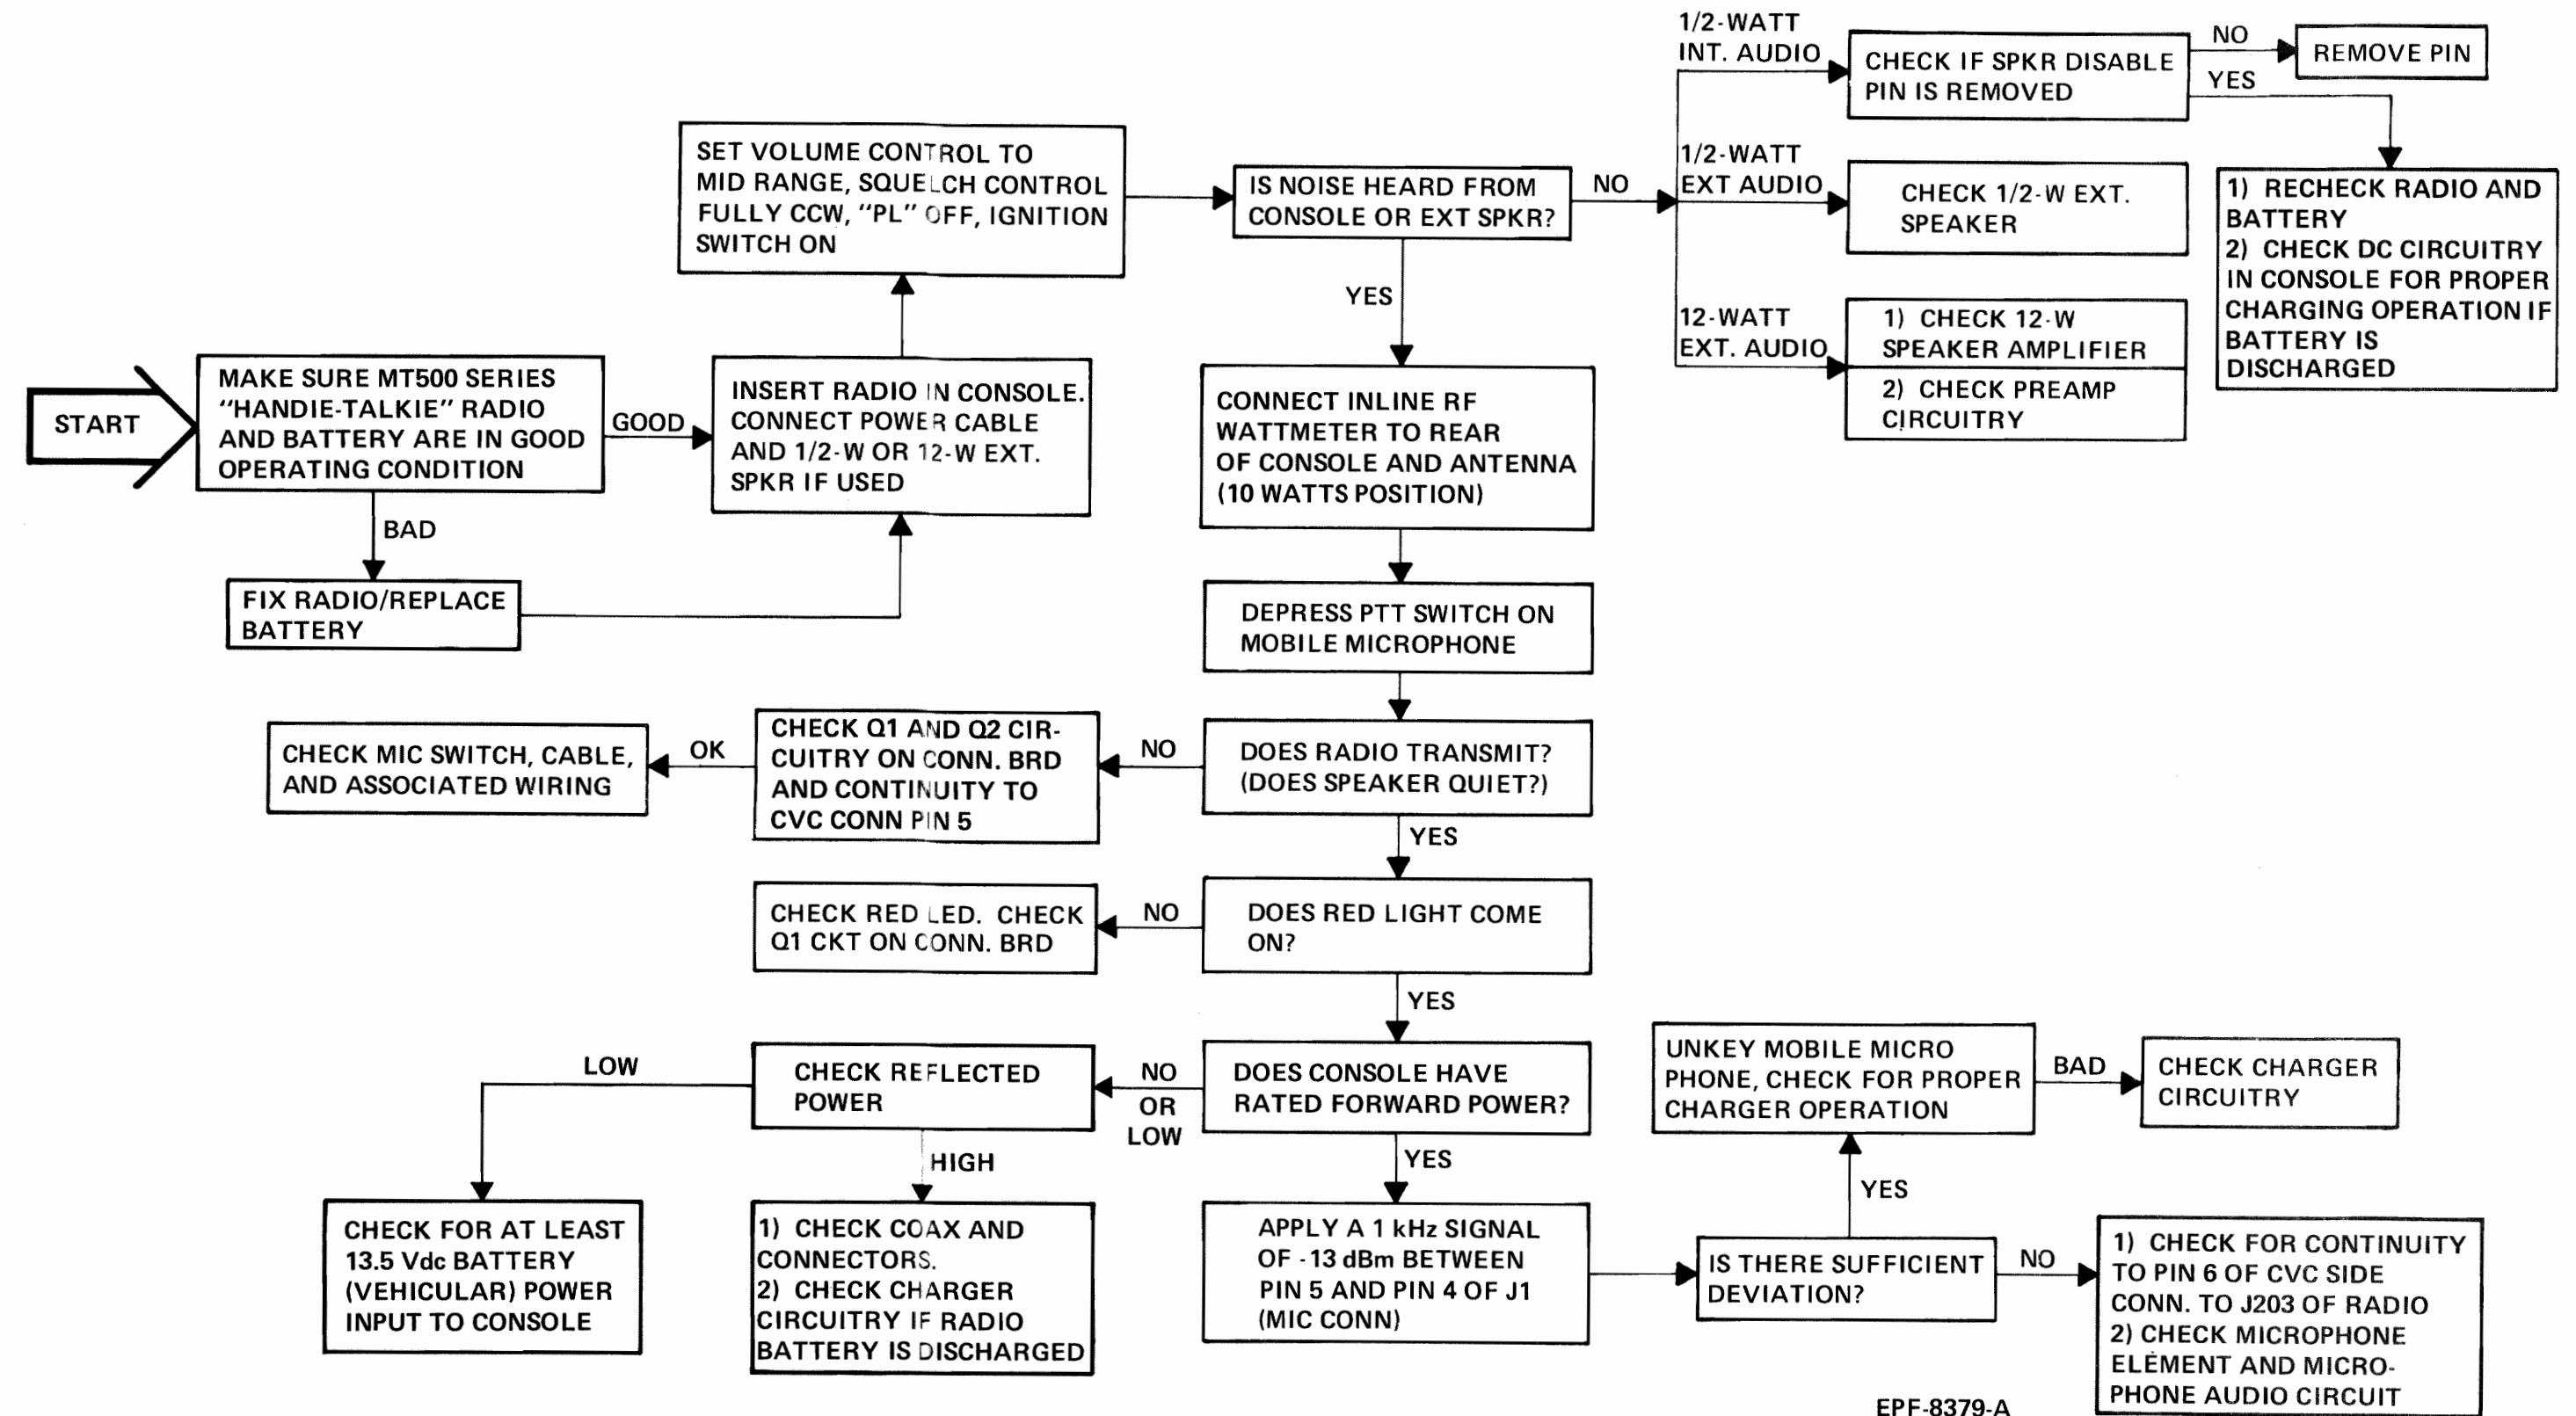 START
MAKE SURE MT500 SERIES
"HANDIE-TALKIE" RADIO
AND BATTERY ARE IN GOOD
OPERATING CONDITION
GOOD
BAD
FIX RADIO/REPLACE
BATTERY
INSERT RADIO IN CONSOLE.
CONNECT POWER CABLE
AND 1/2-W OR 12-W EXT.
SPKR IF USED
SET VOLUME CONTROL TO
MID RANGE, SQUELCH CONTROL
FULLY CCW, "PL" OFF, IGNITION
SWITCH ON
IS NOISE HEARD FROM
CONSOLE OR EXT SPKR?
NO
1/2-WATT
INT. AUDIO
CHECK IF SPKR DISABLE
PIN IS REMOVED
NO
REMOVE PIN
YES
1) RECHECK RADIO AND
BATTERY
2) CHECK DC CIRCUITRY
IN CONSOLE FOR PROPER
CHARGING OPERATION IF
BATTERY IS
DISCHARGED
1/2-WATT
EXT AUDIO
CHECK 1/2-W EXT.
SPEAKER
12-WATT
EXT. AUDIO
1) CHECK 12-W
SPEAKER AMPLIFIER
2) CHECK PREAMP
CIRCUITRY
YES
CONNECT INLINE RF
WATTMETER TO REAR
OF CONSOLE AND ANTENNA
(10 WATTS POSITION)
DEPRESS PTT SWITCH ON
MOBILE MICROPHONE
DOES RADIO TRANSMIT?
(DOES SPEAKER QUIET?)
NO
CHECK Q1 AND Q2 CIR-
CUITRY ON CONN. BRD
AND CONTINUITY TO
CVC CONN PIN 5
OK
CHECK MIC SWITCH, CABLE,
AND ASSOCIATED WIRING
YES
DOES RED LIGHT COME
ON?
NO
CHECK RED LED. CHECK
Q1 CKT ON CONN. BRD
YES
DOES CONSOLE HAVE
RATED FORWARD POWER?
NO
OR
LOW
CHECK REFLECTED
POWER
LOW
CHECK FOR AT LEAST
13.5 Vdc BATTERY
(VEHICULAR) POWER
INPUT TO CONSOLE
HIGH
1) CHECK COAX AND
CONNECTORS.
2) CHECK CHARGER
CIRCUITRY IF RADIO
BATTERY IS DISCHARGED
YES
APPLY A 1 kHz SIGNAL
OF -13 dBm BETWEEN
PIN 5 AND PIN 4 OF J1
(MIC CONN)
IS THERE SUFFICIENT
DEVIATION?
YES
UNKEY MOBILE MICRO
PHONE, CHECK FOR PROPER
CHARGER OPERATION
BAD
CHECK CHARGER
CIRCUITRY
NO
1) CHECK FOR CONTINUITY
TO PIN 6 OF CVC SIDE
CONN. TO J203 OF RADIO
2) CHECK MICROPHONE
ELEMENT AND MICRO-
PHONE AUDIO CIRCUIT
EPF-8379-A